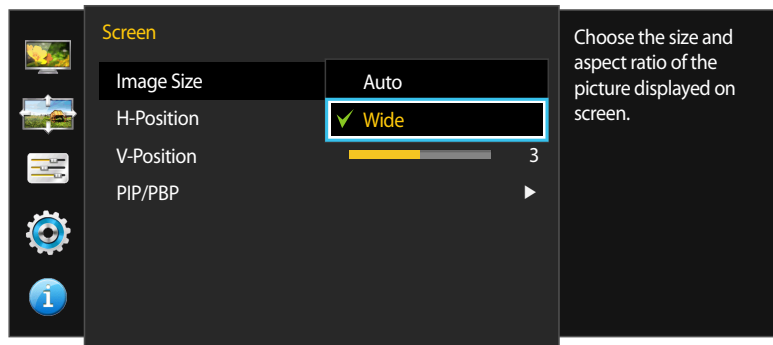 Screen
Image Size
Auto
H-Position
Wide
V-Position
3
PIP/PBP
Choose the size and
aspect ratio of the
picture displayed on
screen.